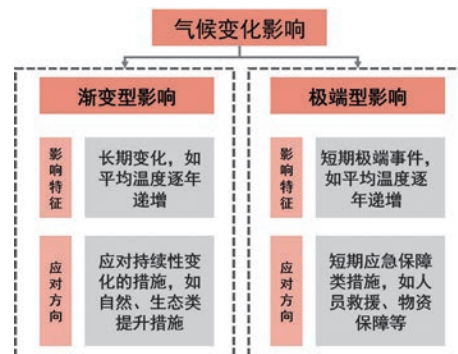 气候变化影响
渐变型影响
极端型影响
影响特征
长期变化，如
平均温度逐年
递增
影响特征
短期极端事件，
如平均温度逐
年递增
应对方向
应对持续性变
化的措施，如
自然、生态类
提升措施
应对方向
短期应急保障
类措施，如人
员救援、物资
保障等